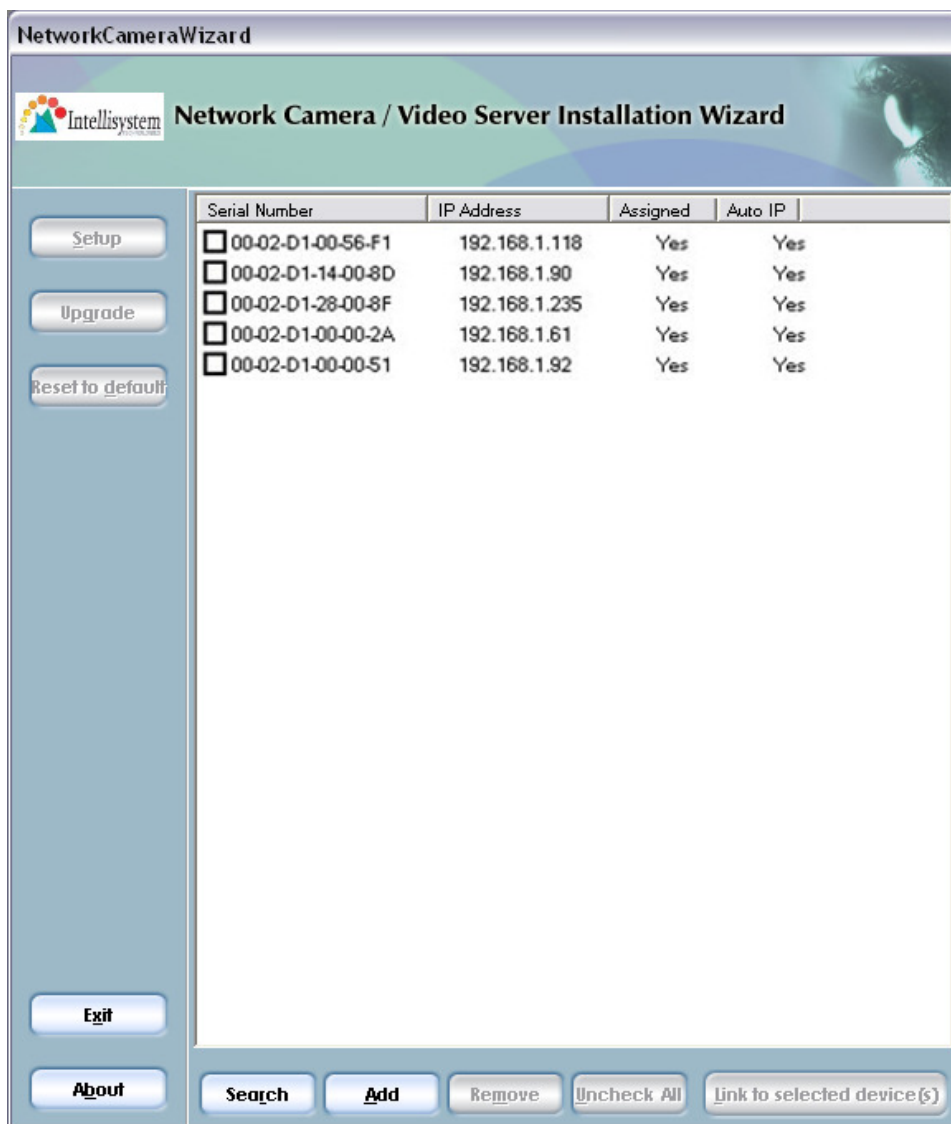 NetworkCameraWizard
Intellisystem Network Camera / Video Server Installation Wizard
Serial Number IP Address Assigned Auto IP
00-02-D1-00-56-F1 192.168.1.118 Yes Yes
00-02-D1-14-00-8D 192.168.1.90 Yes Yes
00-02-D1-28-00-8F 192.168.1.235 Yes Yes
00-02-D1-00-00-2A 192.168.1.61 Yes Yes
00-02-D1-00-00-51 192.168.1.92 Yes Yes
Setup
Upgrade
Reset to default
Exit
About
Search Add Remove Uncheck All Link to selected device(s)